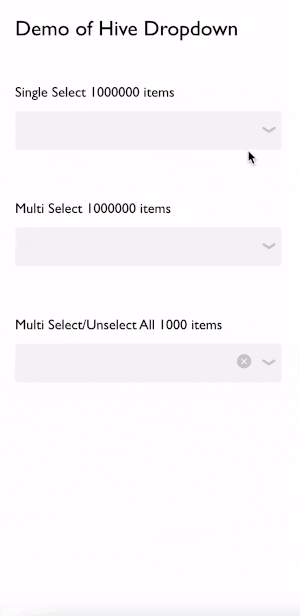 Demo of Hive Dropdown
Single Select 1000000 items
Multi Select 1000000 items
Multi Select/Unselect All 1000 items